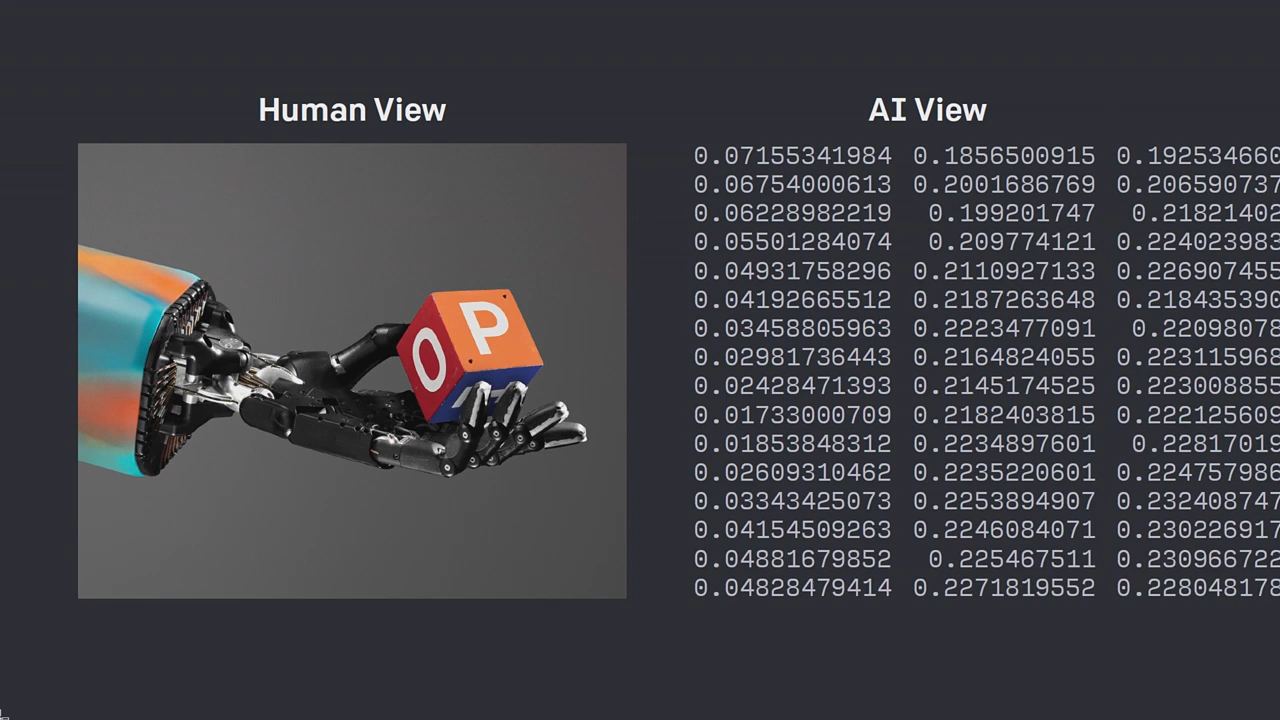 Human View
AI View
O
P
0.07155341984 0.1856500915 0.192534660
0.06754000613 0.2001686769 0.206590737
0.06228982219 0.199201747 0.21821402
0.05501284074 0.209774121 0.224023983
0.04931758296 0.2110927133 0.226907455
0.04192665512 0.2187263648 0.218435390
0.03458805963 0.2223477091 0.22098078
0.02981736443 0.2164824055 0.223115968
0.02428471393 0.2145174525 0.223008855
0.01733000709 0.2182403815 0.222125609
0.01853848312 0.2234897601 0.22817019
0.02609310462 0.2235220601 0.224757986
0.03343425073 0.2253894907 0.232408747
0.04154509263 0.2246084071 0.230226917
0.04881679852 0.225467511 0.230966722
0.04828479414 0.2271819552 0.228048178